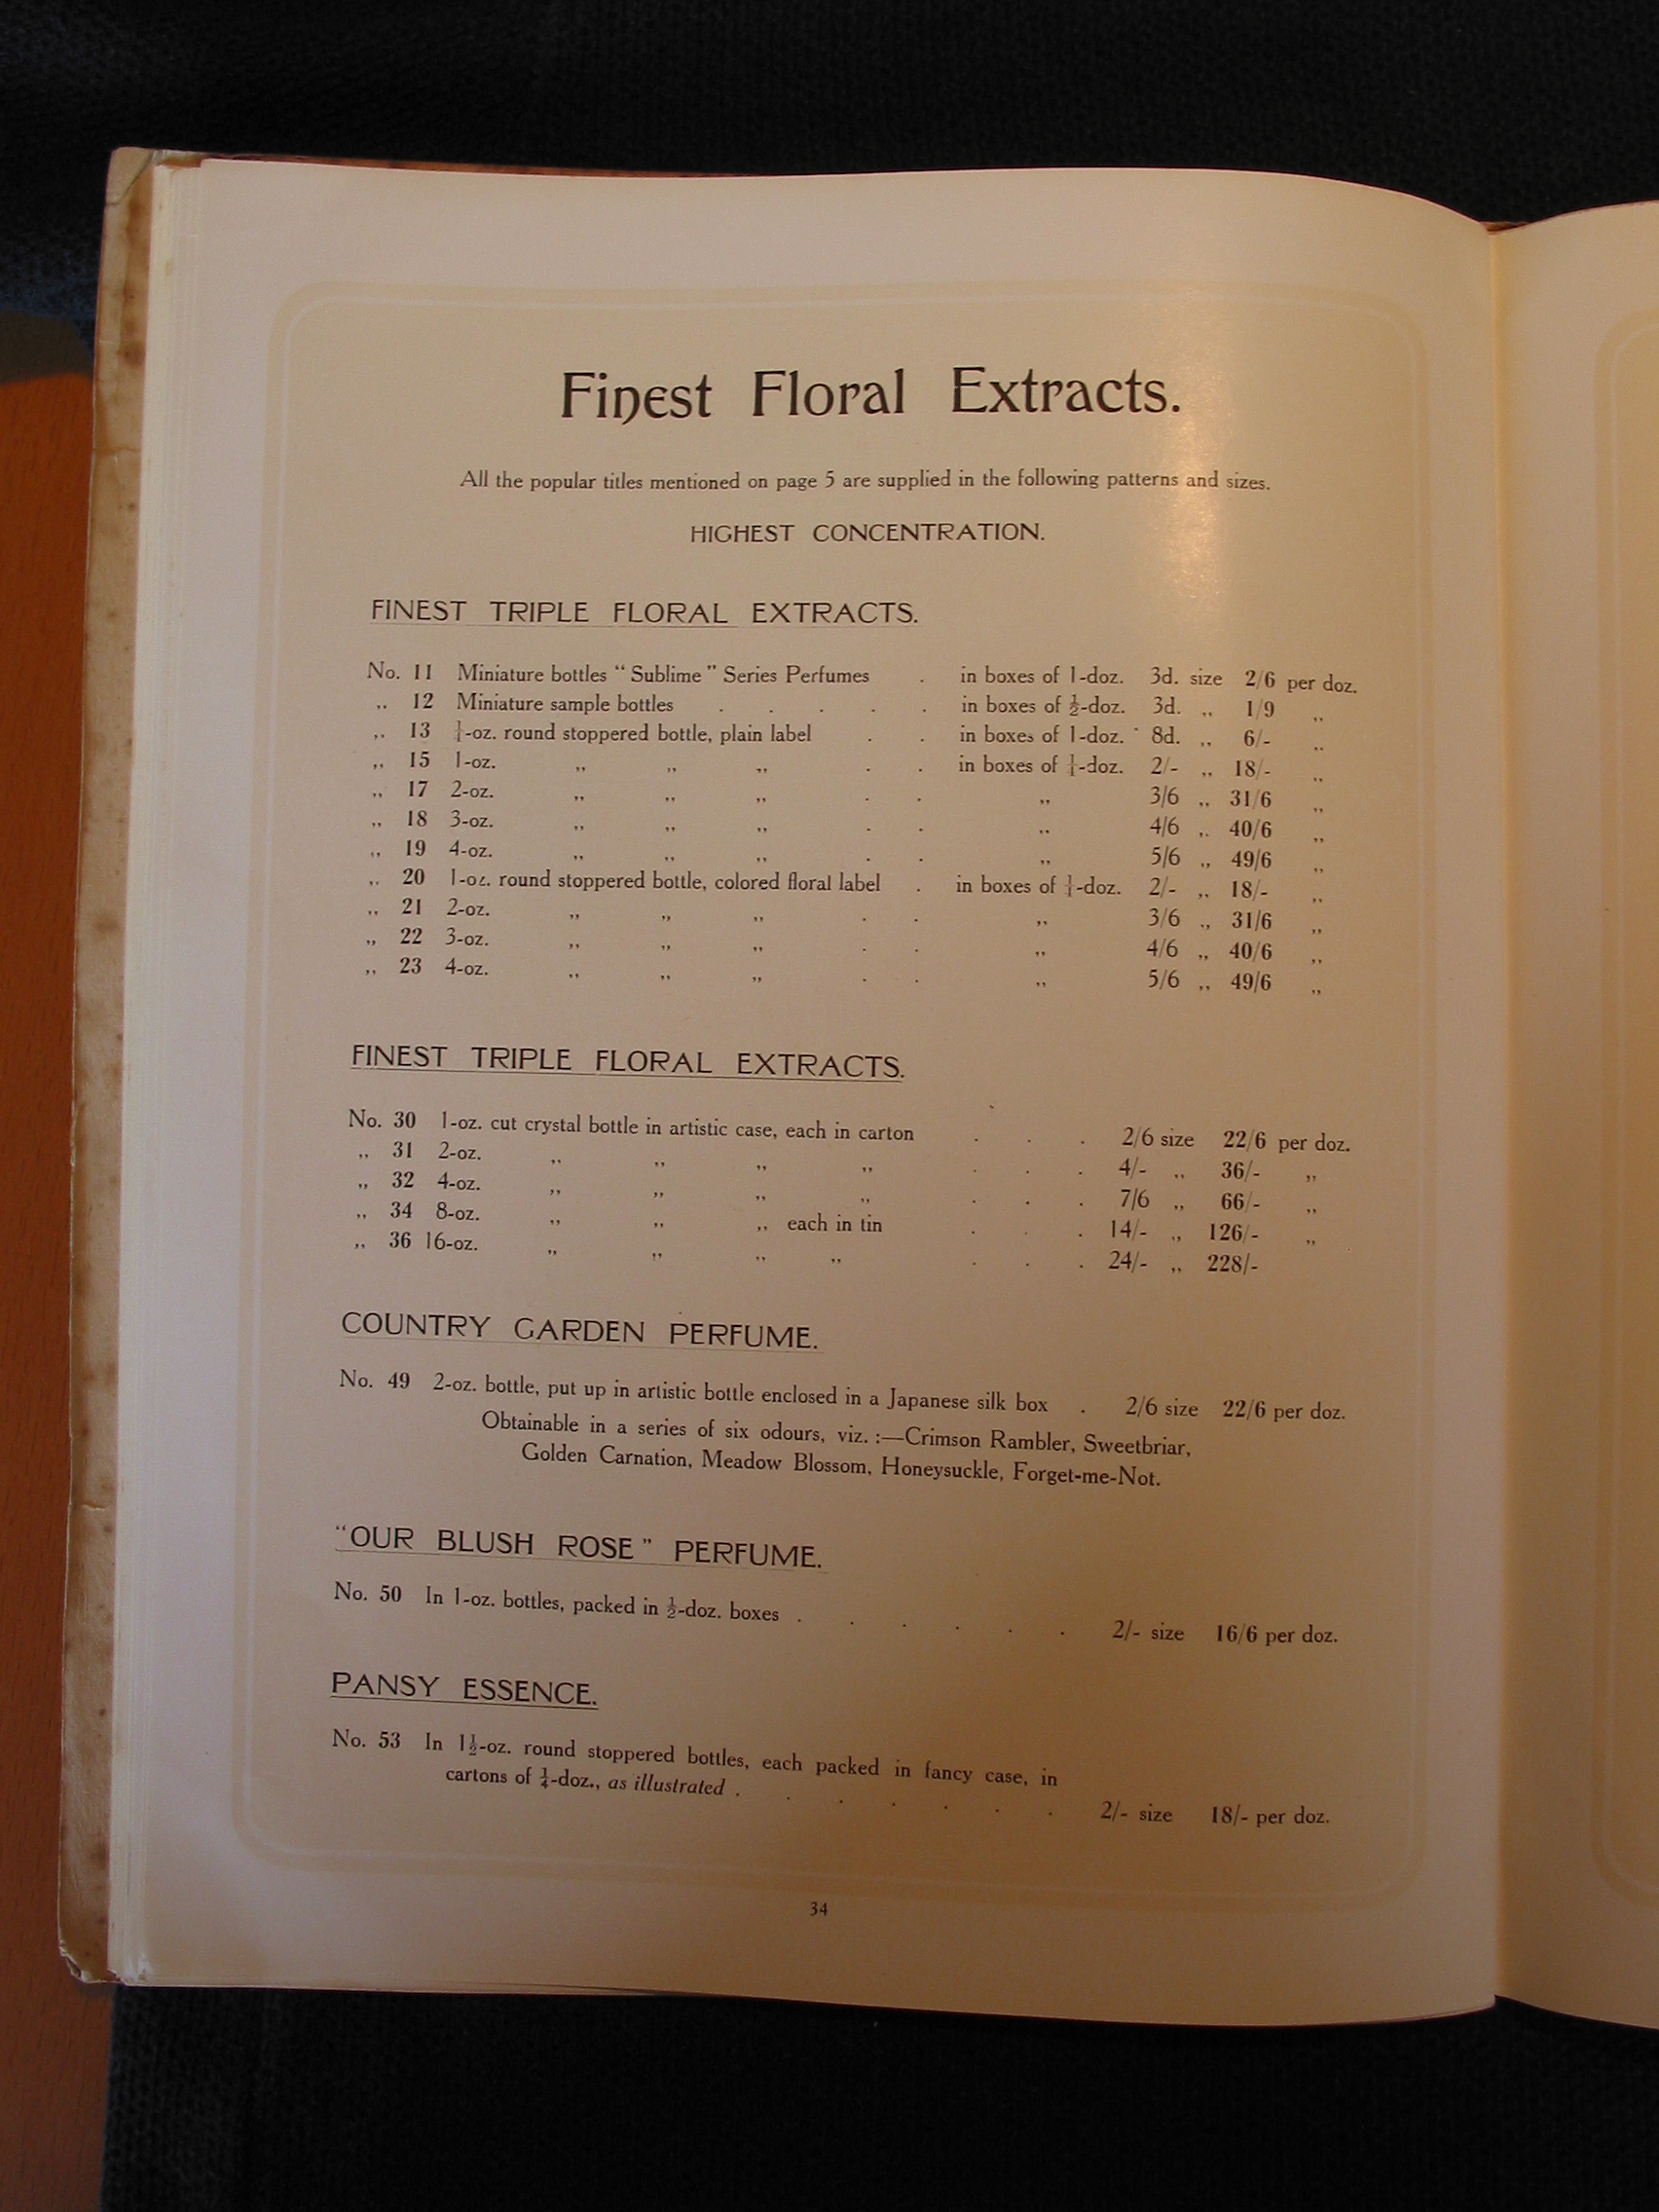 Finest Floral Extracts.
All the popular titles mentioned on page 5 are supplied in the following patterns and sizes.
HIGHEST CONCENTRATION.
FINEST TRIPLE FLORAL EXTRACTS.
No. 11 Miniature bottles "Sublime" Series Perfumes . in boxes of 1-doz. 3d. size 2/6 per doz.
,, 12 Miniature sample bottles . . . . . in boxes of ½-doz. 3d. ,, 1/9 ,,
,, 13 ¼-oz. round stoppered bottle, plain label . . in boxes of 1-doz. 8d. ,, 6/- ,,
,, 15 1-oz. ,, ,, ,, . . in boxes of ¼-doz. 2/- ,, 18/- ,,
,, 17 2-oz. ,, ,, ,, . . ,, 3/6 ,, 31/6 ,,
,, 18 3-oz. ,, ,, ,, . . ,, 4/6 ,, 40/6 ,,
,, 19 4-oz. ,, ,, ,, . . ,, 5/6 ,, 49/6 ,,
,, 20 1-oz. round stoppered bottle, colored floral label . in boxes of ¼-doz. 2/- ,, 18/- ,,
,, 21 2-oz. ,, ,, ,, . . ,, 3/6 ,, 31/6 ,,
,, 22 3-oz. ,, ,, ,, . . ,, 4/6 ,, 40/6 ,,
,, 23 4-oz. ,, ,, ,, . . ,, 5/6 ,, 49/6 ,,
FINEST TRIPLE FLORAL EXTRACTS.
No. 30 1-oz. cut crystal bottle in artistic case, each in carton . . . 2/6 size 22/6 per doz.
,, 31 2-oz. ,, ,, ,, ,, . . . 4/- ,, 36/- ,,
,, 32 4-oz. ,, ,, ,, ,, . . . 7/6 ,, 66/- ,,
,, 34 8-oz. ,, ,, ,, each in tin . . . 14/- ,, 126/- ,,
,, 36 16-oz. ,, ,, ,, ,, . . . 24/- ,, 228/-
COUNTRY GARDEN PERFUME.
No. 49 2-oz. bottle, put up in artistic bottle enclosed in a Japanese silk box . 2/6 size 22/6 per doz.
Obtainable in a series of six odours, viz. :—Crimson Rambler, Sweetbriar,
Golden Carnation, Meadow Blossom, Honeysuckle, Forget-me-Not.
"OUR BLUSH ROSE" PERFUME.
No. 50 In 1-oz. bottles, packed in ½-doz. boxes . . . . . . 2/- size 16/6 per doz.
PANSY ESSENCE.
No. 53 In 1½-oz. round stoppered bottles, each packed in fancy case, in
cartons of ¼-doz., as illustrated . . . . . . . 2/- size 18/- per doz.
34